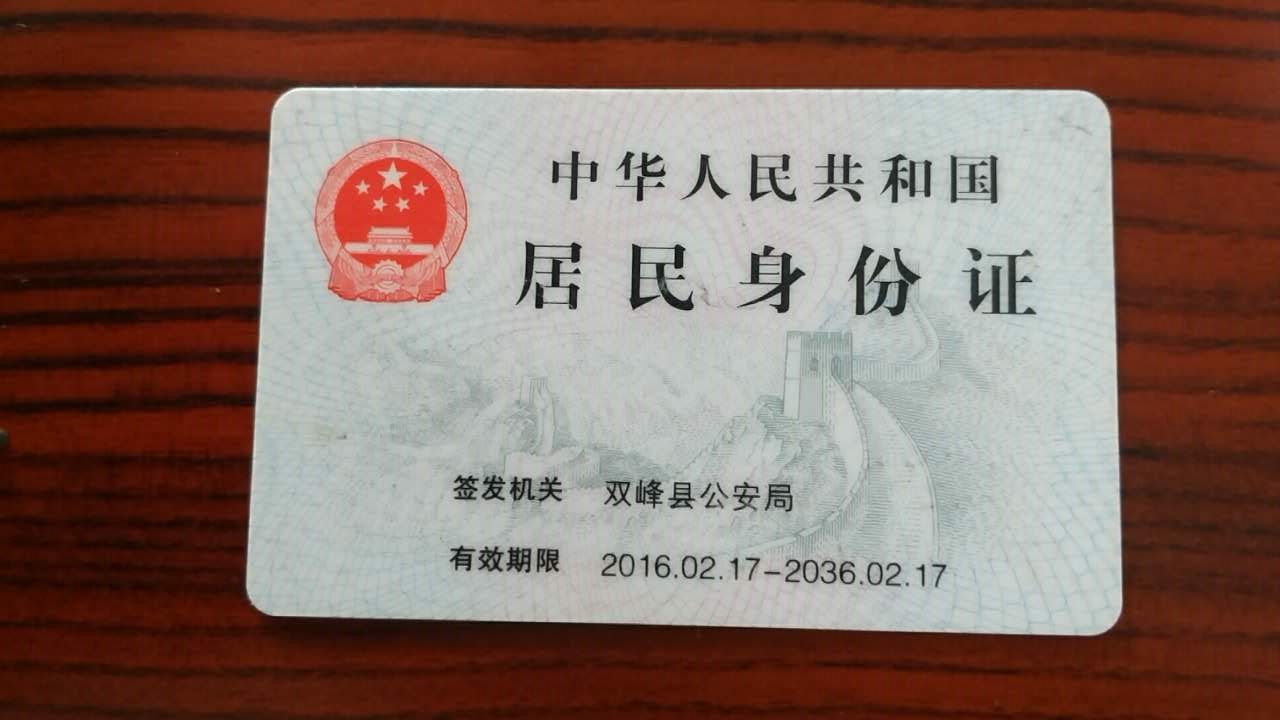 中华人民共和国
居民身份证
签发机关 双峰县公安局
有效期限 2016.02.17-2036.02.17